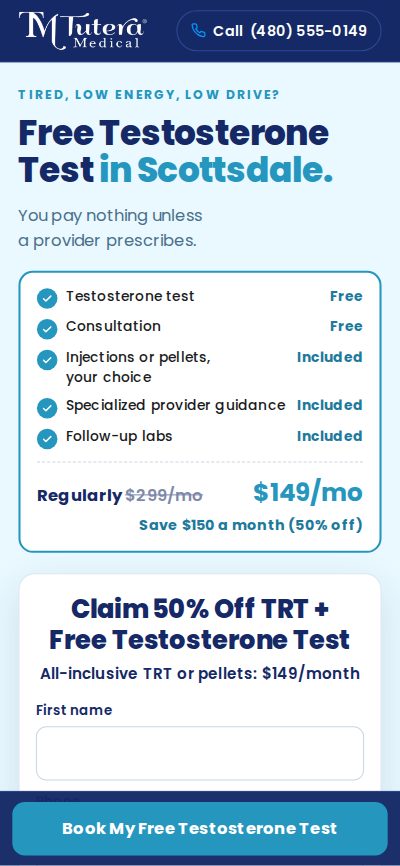 TM Tutera®
Medical
Call (480) 555-0149
TIRED, LOW ENERGY, LOW DRIVE?
Free Testosterone
Test in Scottsdale.
You pay nothing unless
a provider prescribes.
Testosterone test Free
Consultation Free
Injections or pellets, Included
your choice
Specialized provider guidance Included
Follow-up labs Included
Regularly $299/mo $149/mo
Save $150 a month (50% off)
Claim 50% Off TRT +
Free Testosterone Test
All-inclusive TRT or pellets: $149/month
First name
Phone
Book My Free Testosterone Test